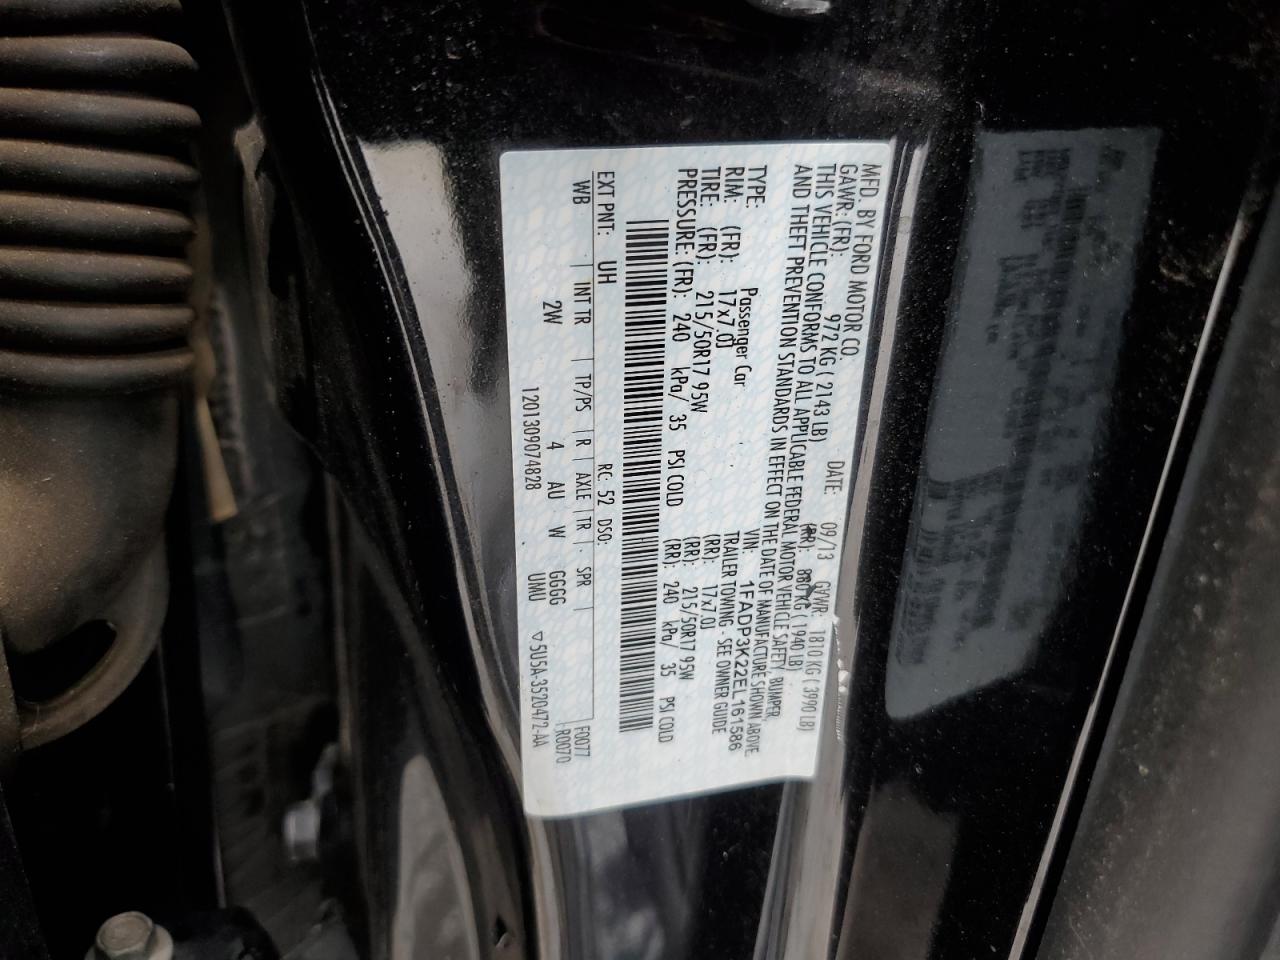 MFD. BY FORD MOTOR CO.
DATE: 09/13 GVWR: 1810 KG ( 3990 LB)
GAWR: (FR): 972 KG ( 2143 LB) (RR): 880 KG ( 1940 LB)
THIS VEHICLE CONFORMS TO ALL APPLICABLE FEDERAL MOTOR VEHICLE SAFETY, BUMPER,
AND THEFT PREVENTION STANDARDS IN EFFECT ON THE DATE OF MANUFACTURE SHOWN ABOVE.
VIN: 1FADP3K22EL161586
TYPE: Passenger Car TRAILER TOWING - SEE OWNER GUIDE
RIM: (FR): 17x7.0J (RR): 17x7.0J
TIRE: (FR): 215/50R17 95W (RR): 215/50R17 95W
PRESSURE: (FR): 240 kPa/ 35 PSI COLD (RR): 240 kPa/ 35 PSI COLD
EXT PNT: UH RC: 52 DSO: F0077
WB | INT TR | TP/PS | R | AXLE | TR | SPR | R0070
2W 4 AU W GGGG
1201309074828 UMU ▽ 5U5A-3520472-AA